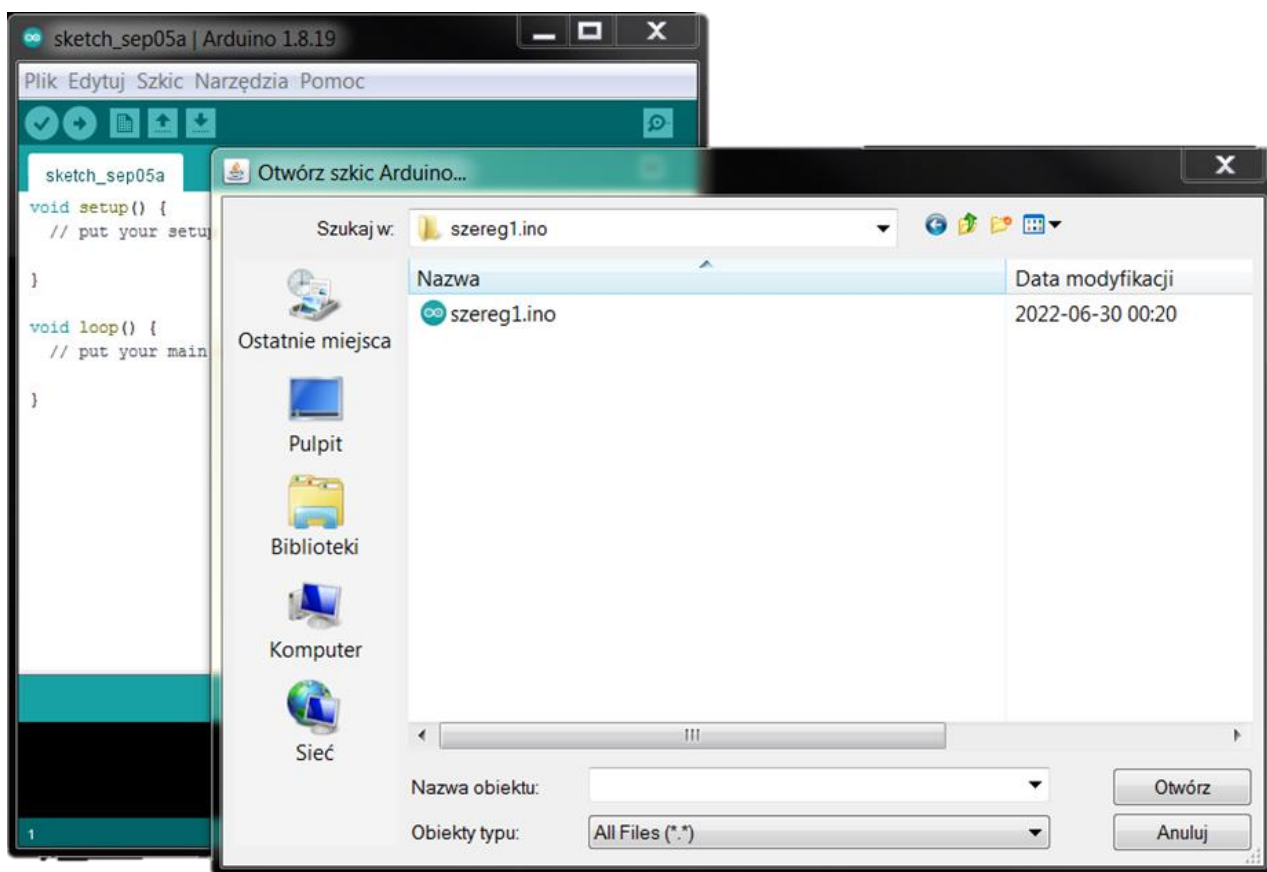 sketch_sep05a | Arduino 1.8.19
Plik Edytuj Szkic Narzędzia Pomoc
sketch_sep05a
void setup() {
// put your setup

}

void loop() {
// put your main

}
1
Otwórz szkic Arduino...
Szukaj w: szereg1.ino
Nazwa Data modyfikacji
szereg1.ino 2022-06-30 00:20
Ostatnie miejsca
Pulpit
Biblioteki
Komputer
Sieć
Nazwa obiektu: Otwórz
Obiekty typu: All Files (*.*) Anuluj